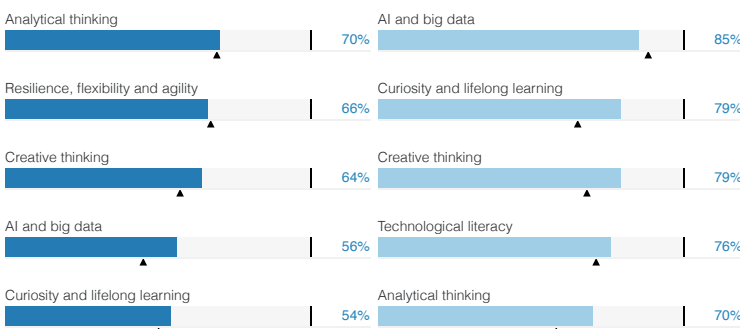 Analytical thinking
70%
Resilience, flexibility and agility
66%
Creative thinking
64%
AI and big data
56%
Curiosity and lifelong learning
54%
AI and big data
85%
Curiosity and lifelong learning
79%
Creative thinking
79%
Technological literacy
76%
Analytical thinking
70%